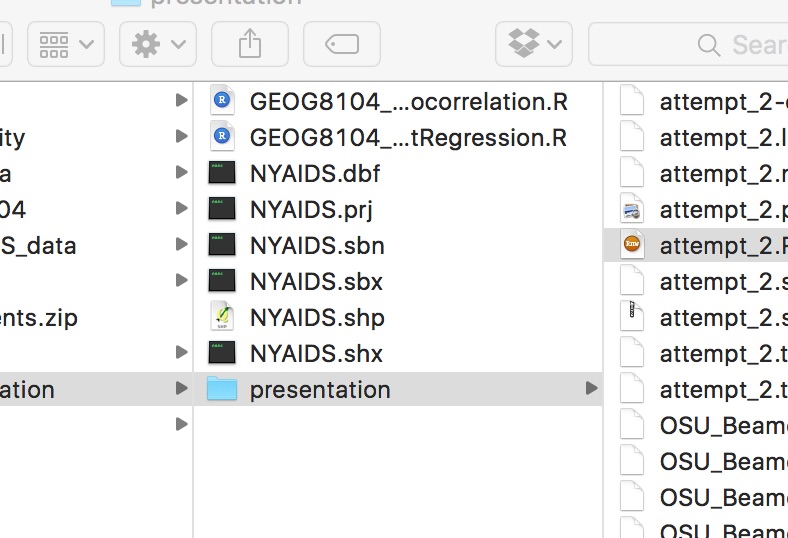 presentation
Sear
ity
a
04
S_data
ents.zip
ation
GEOG8104_...ocorrelation.R
GEOG8104_...tRegression.R
NYAIDS.dbf
NYAIDS.prj
NYAIDS.sbn
NYAIDS.sbx
NYAIDS.shp
NYAIDS.shx
presentation
attempt_2-
attempt_2.l
attempt_2.
attempt_2.p
attempt_2.R
attempt_2.s
attempt_2.s
attempt_2.t
attempt_2.t
OSU_Beam
OSU_Beam
OSU_Beam
OSU_Beam